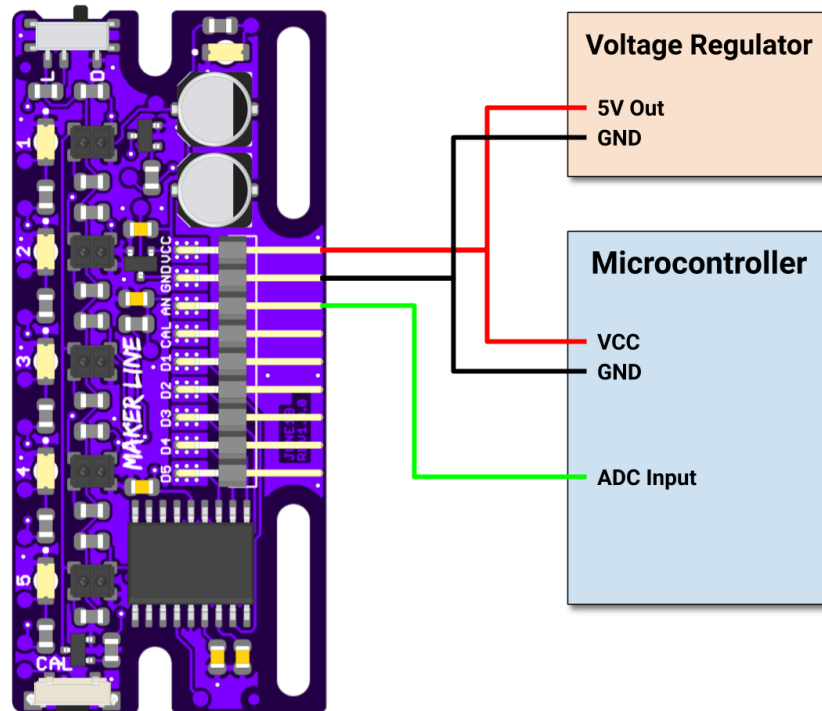 L O
1
2
3
4
5
CAL
VCC
GND
AN
CAL
D1
D2
D3
D4
D5
MAKER LINE
Voltage Regulator
5V Out
GND
Microcontroller
VCC
GND
ADC Input